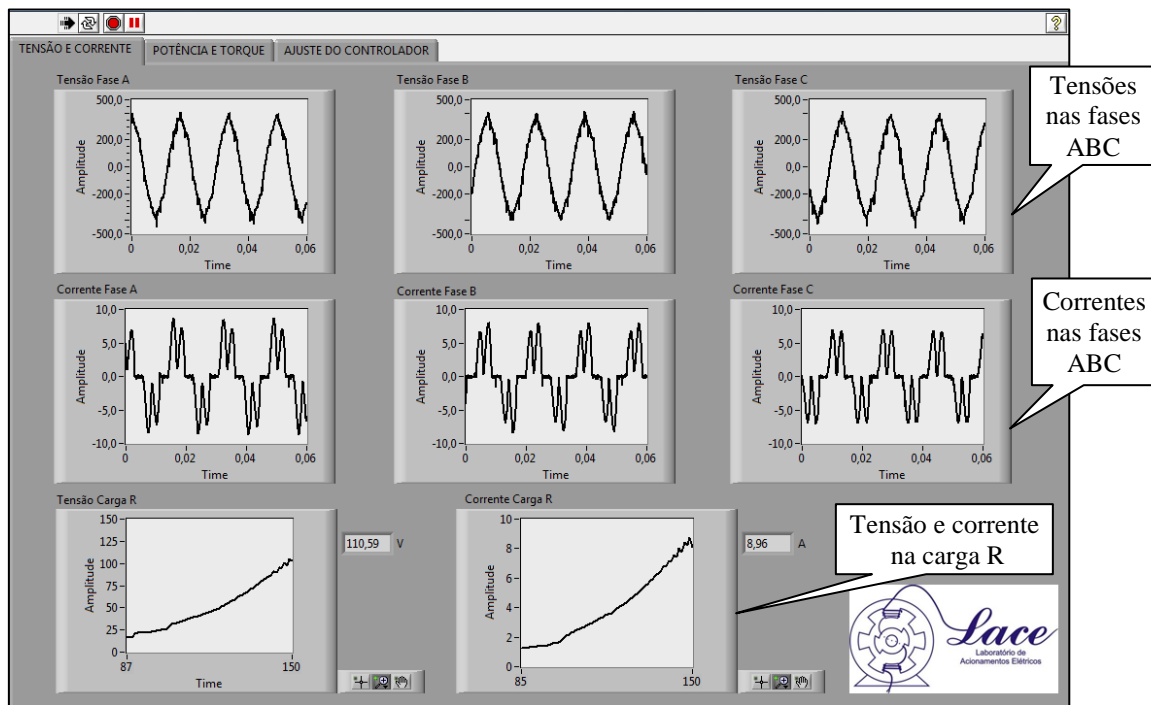 TENSÃO E CORRENTE
POTÊNCIA E TORQUE
AJUSTE DO CONTROLADOR
Tensão Fase A
500,0
200,0
0,0
-200,0
-500,0
Amplitude
0
0,02
0,04
0,06
Time
Tensão Fase B
500,0
200,0
0,0
-200,0
-500,0
Amplitude
0
0,02
0,04
0,06
Time
Tensão Fase C
500,0
200,0
0,0
-200,0
-500,0
Amplitude
0
0,02
0,04
0,06
Time
Tensões
nas fases
ABC
Corrente Fase A
10,0
5,0
0,0
-5,0
-10,0
Amplitude
0
0,02
0,04
0,06
Time
Corrente Fase B
10,0
5,0
0,0
-5,0
-10,0
Amplitude
0
0,02
0,04
0,06
Time
Corrente Fase C
10,0
5,0
0,0
-5,0
-10,0
Amplitude
0
0,02
0,04
0,06
Time
Correntes
nas fases
ABC
Tensão Carga R
150
125
100
75
50
25
0
Amplitude
87
150
Time
110,59 V
Corrente Carga R
10
8
6
4
2
0
Amplitude
85
150
8,96 A
Tensão e corrente
na carga R
Lace
Laboratório de
Acionamentos Elétricos